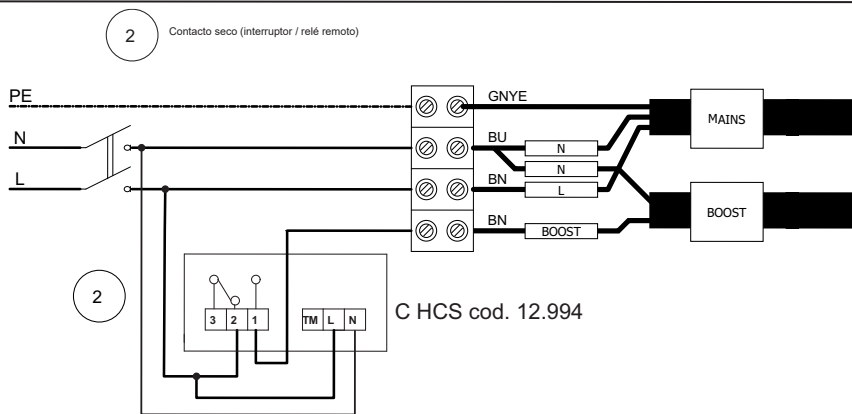 2 Contacto seco (interruptor / relé remoto)
PE
GNYE
MAINS
N
BU
N
N
L
BN
L
BOOST
BN
BOOST
2
3 2 1 TM L N
C HCS cod. 12.994